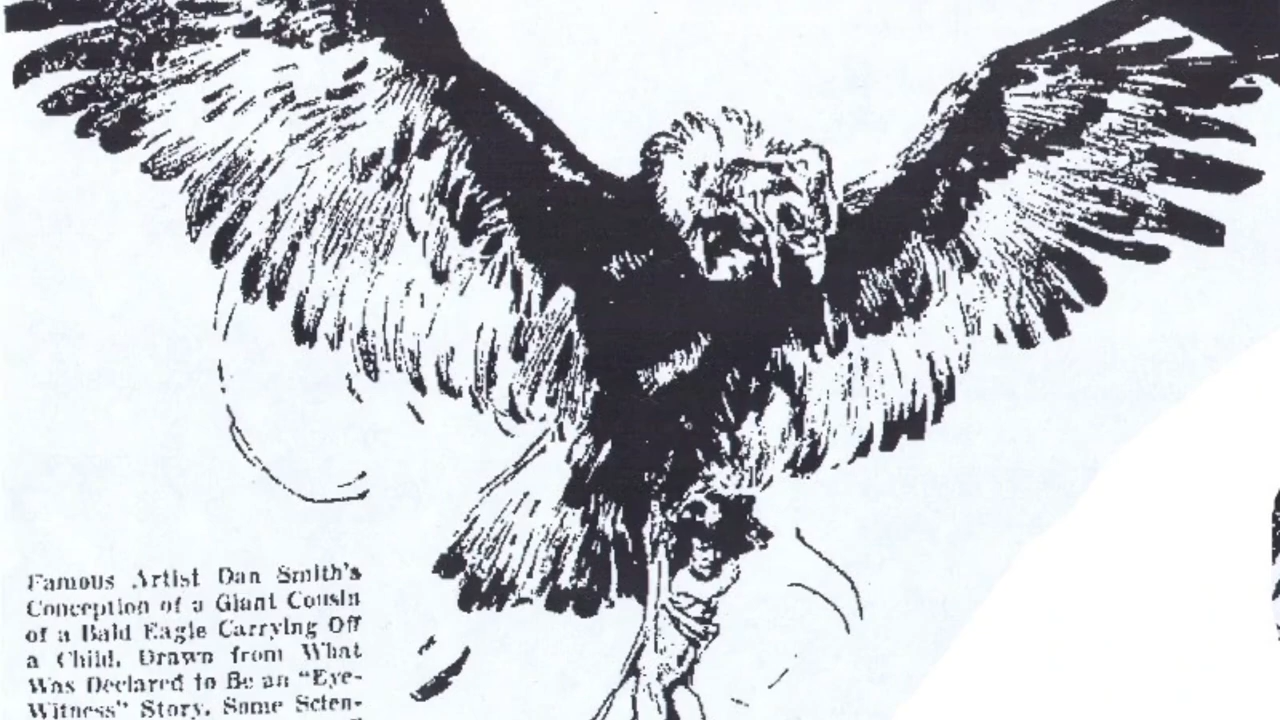 Famous Artist Dan Smith's
Conception of a Giant Cousin
of a Bald Eagle Carrying Off
a Child. Drawn from What
Was Declared to Be an "Eye-
Witness" Story. Some Scien-